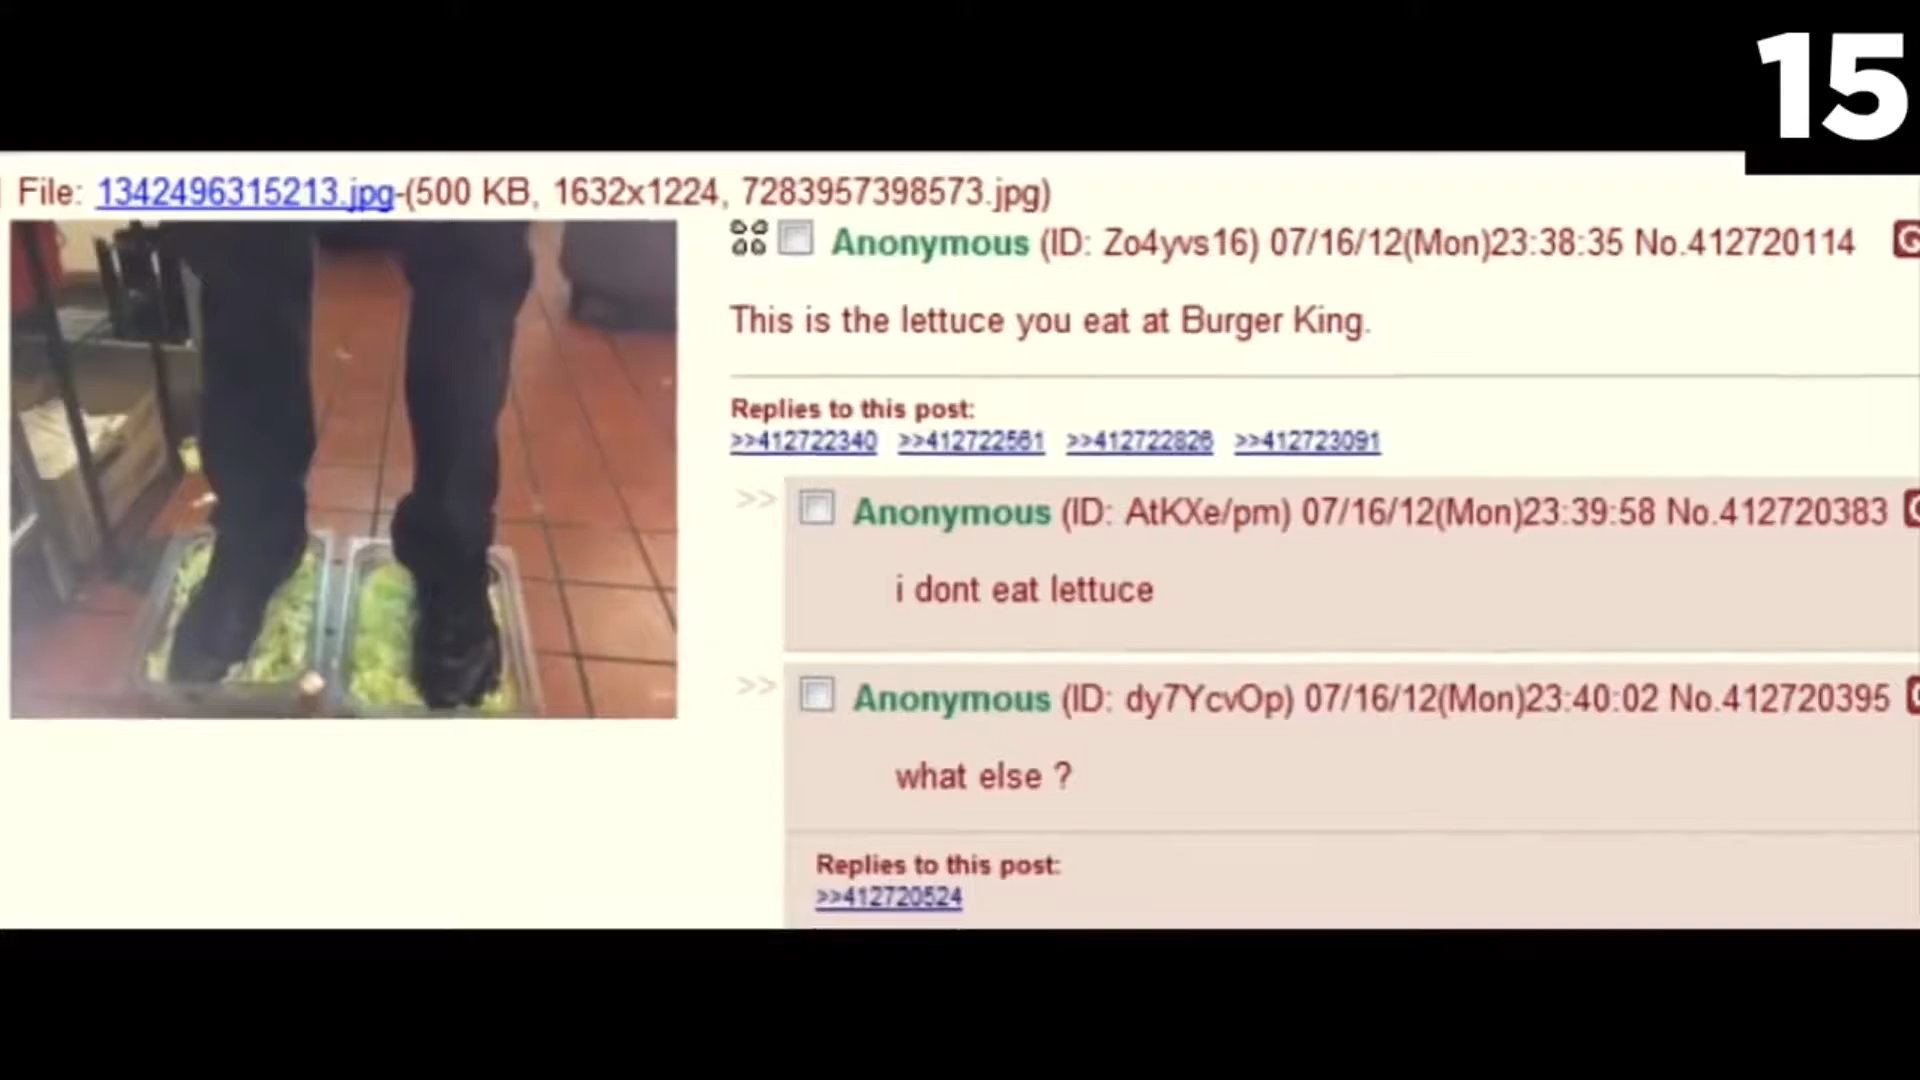 15
File: 1342496315213.jpg-(500 KB, 1632x1224, 7283957398573.jpg)
Anonymous (ID: Zo4yvs16) 07/16/12(Mon)23:38:35 No.412720114
This is the lettuce you eat at Burger King.
Replies to this post:
>>412722340 >>412722561 >>412722826 >>412723091
>> Anonymous (ID: AtKXe/pm) 07/16/12(Mon)23:39:58 No.412720383
i dont eat lettuce
>> Anonymous (ID: dy7YcvOp) 07/16/12(Mon)23:40:02 No.412720395
what else ?
Replies to this post:
>>412720524